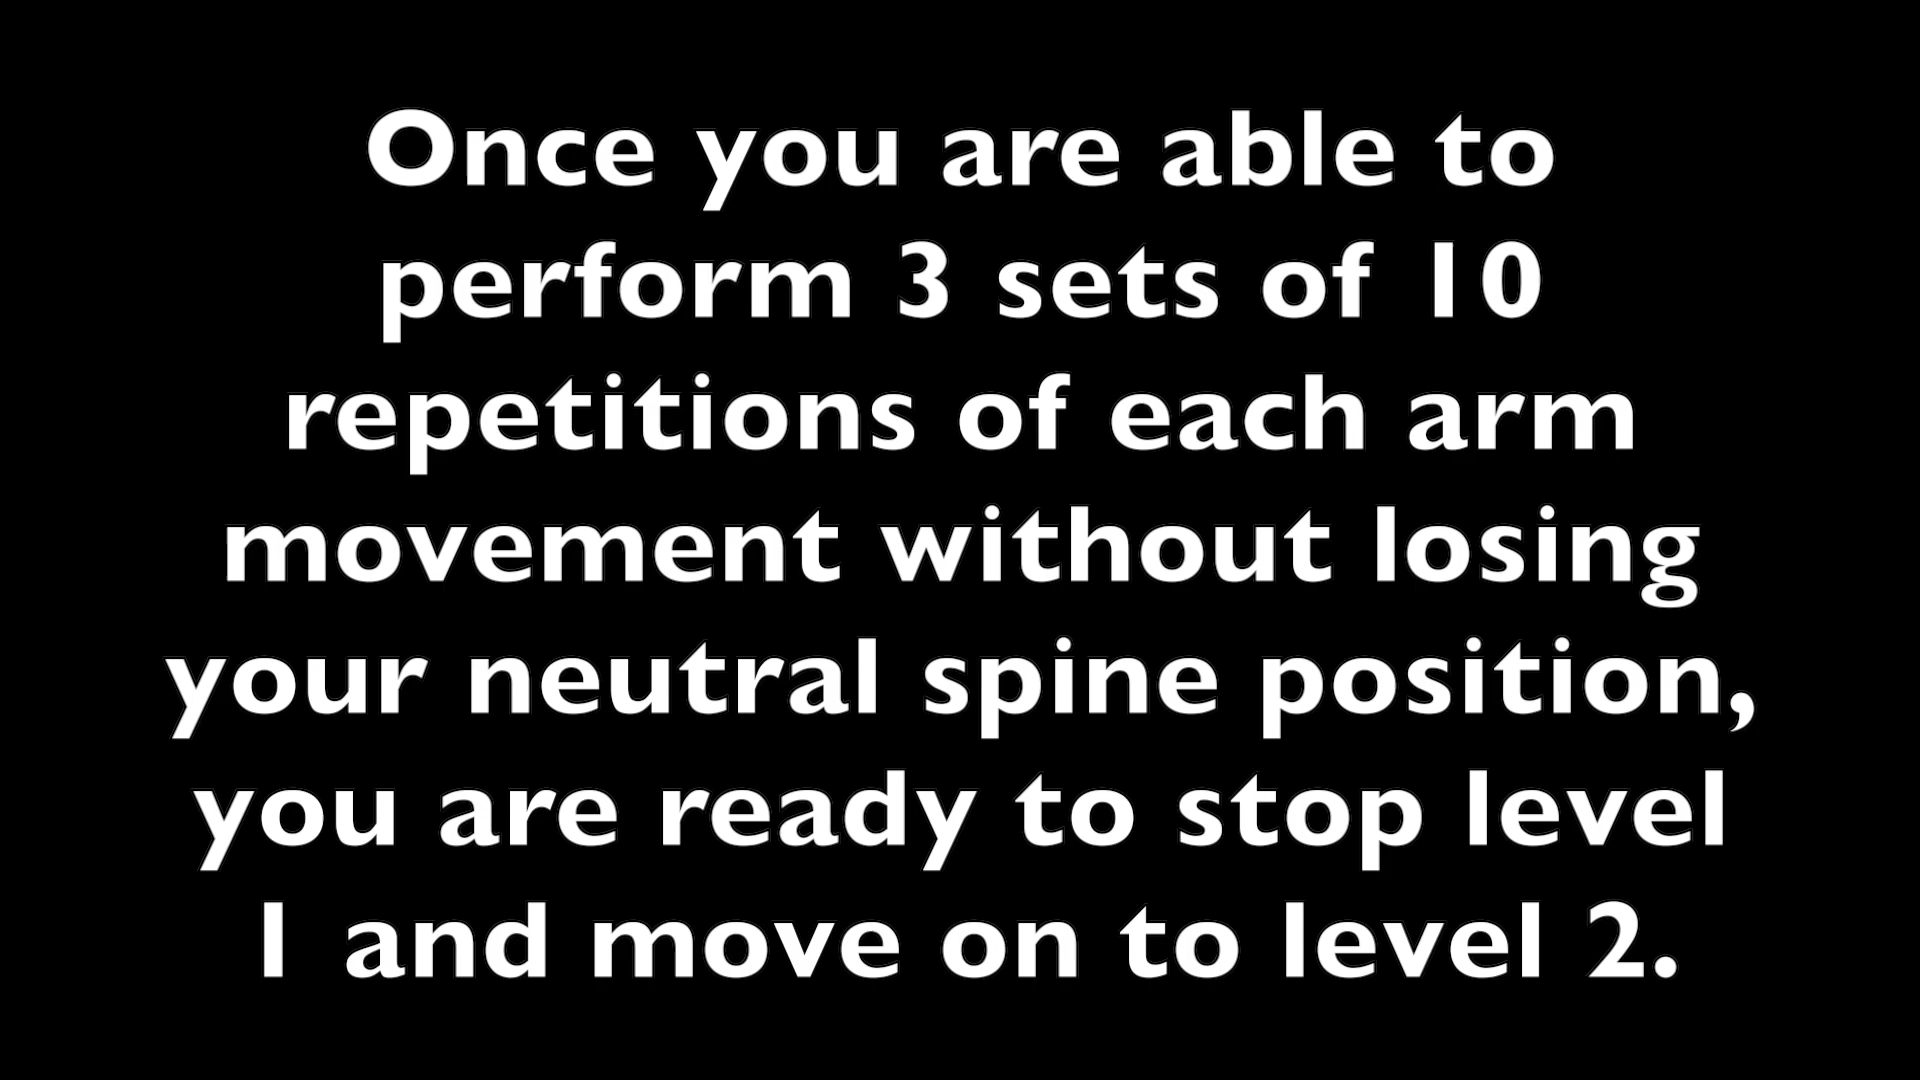 Once you are able to
perform 3 sets of 10
repetitions of each arm
movement without losing
your neutral spine position,
you are ready to stop level
1 and move on to level 2.